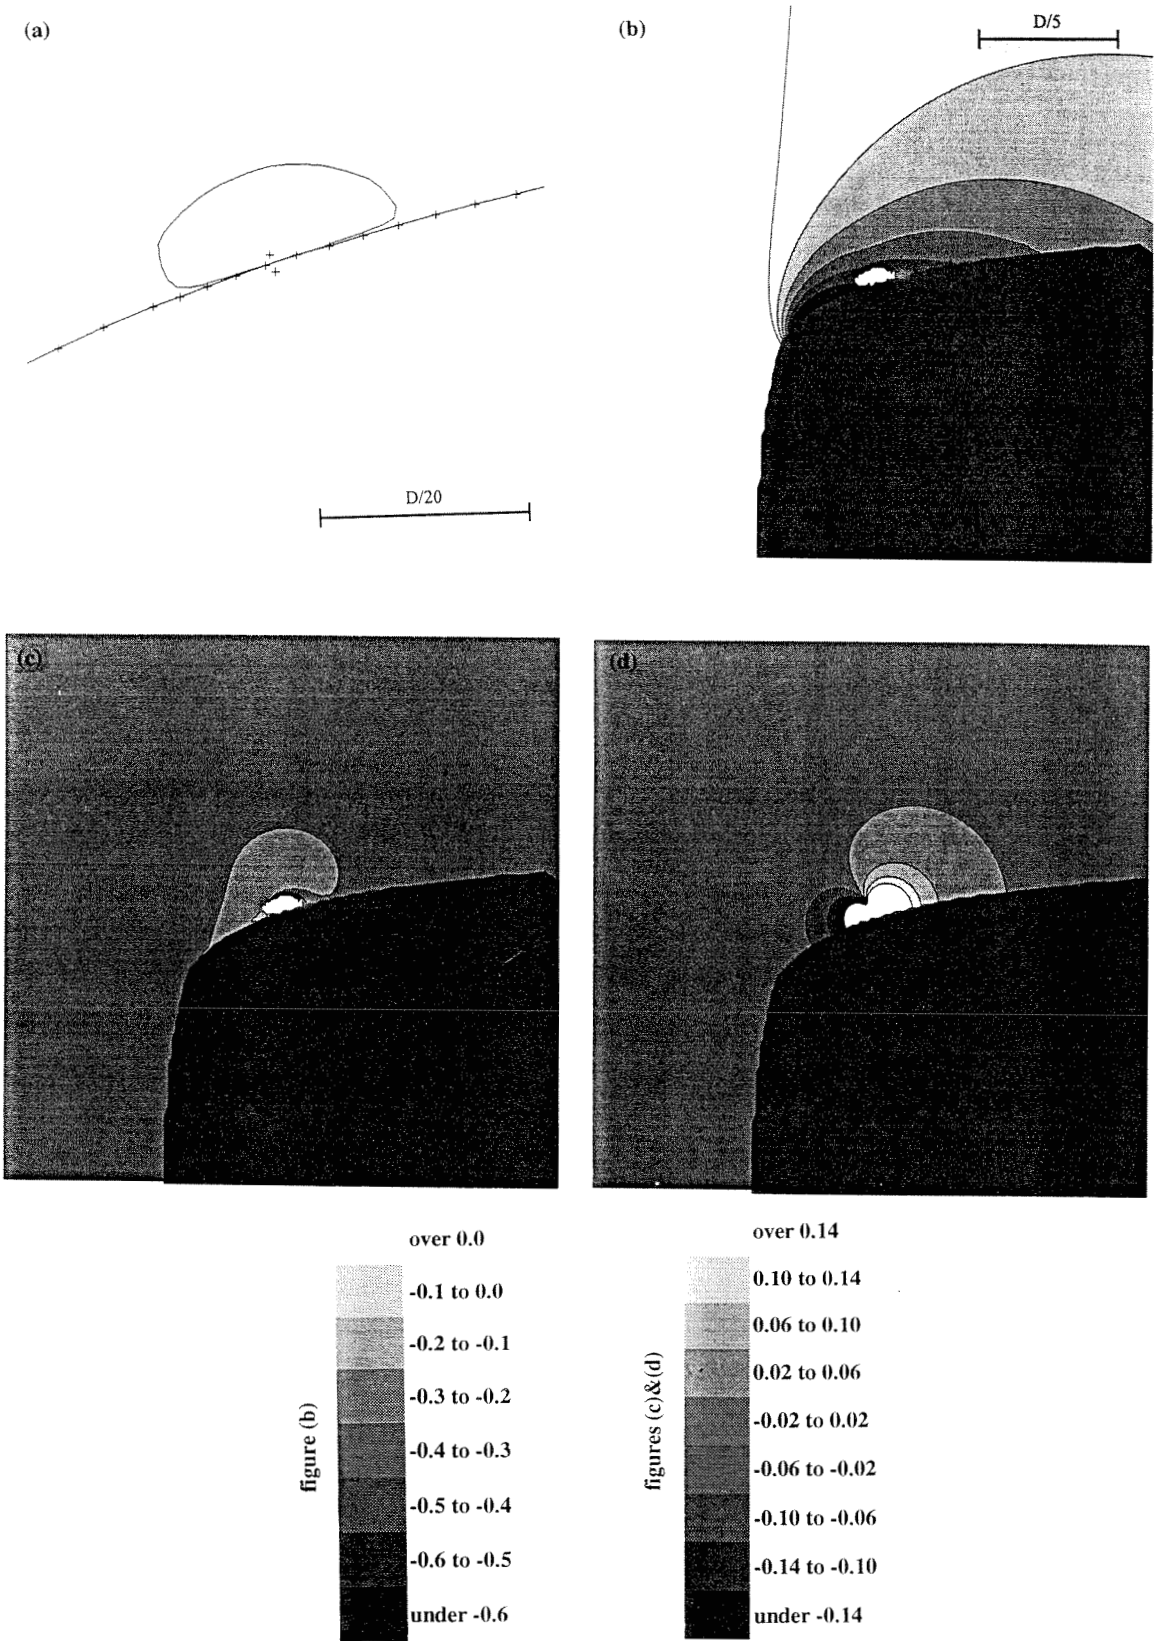 (a)
(b)
D/5
D/20
(c)
(d)
figure (b)
over 0.0
-0.1 to 0.0
-0.2 to -0.1
-0.3 to -0.2
-0.4 to -0.3
-0.5 to -0.4
-0.6 to -0.5
under -0.6
figures (c)&(d)
over 0.14
0.10 to 0.14
0.06 to 0.10
0.02 to 0.06
-0.02 to 0.02
-0.06 to -0.02
-0.10 to -0.06
-0.14 to -0.10
under -0.14